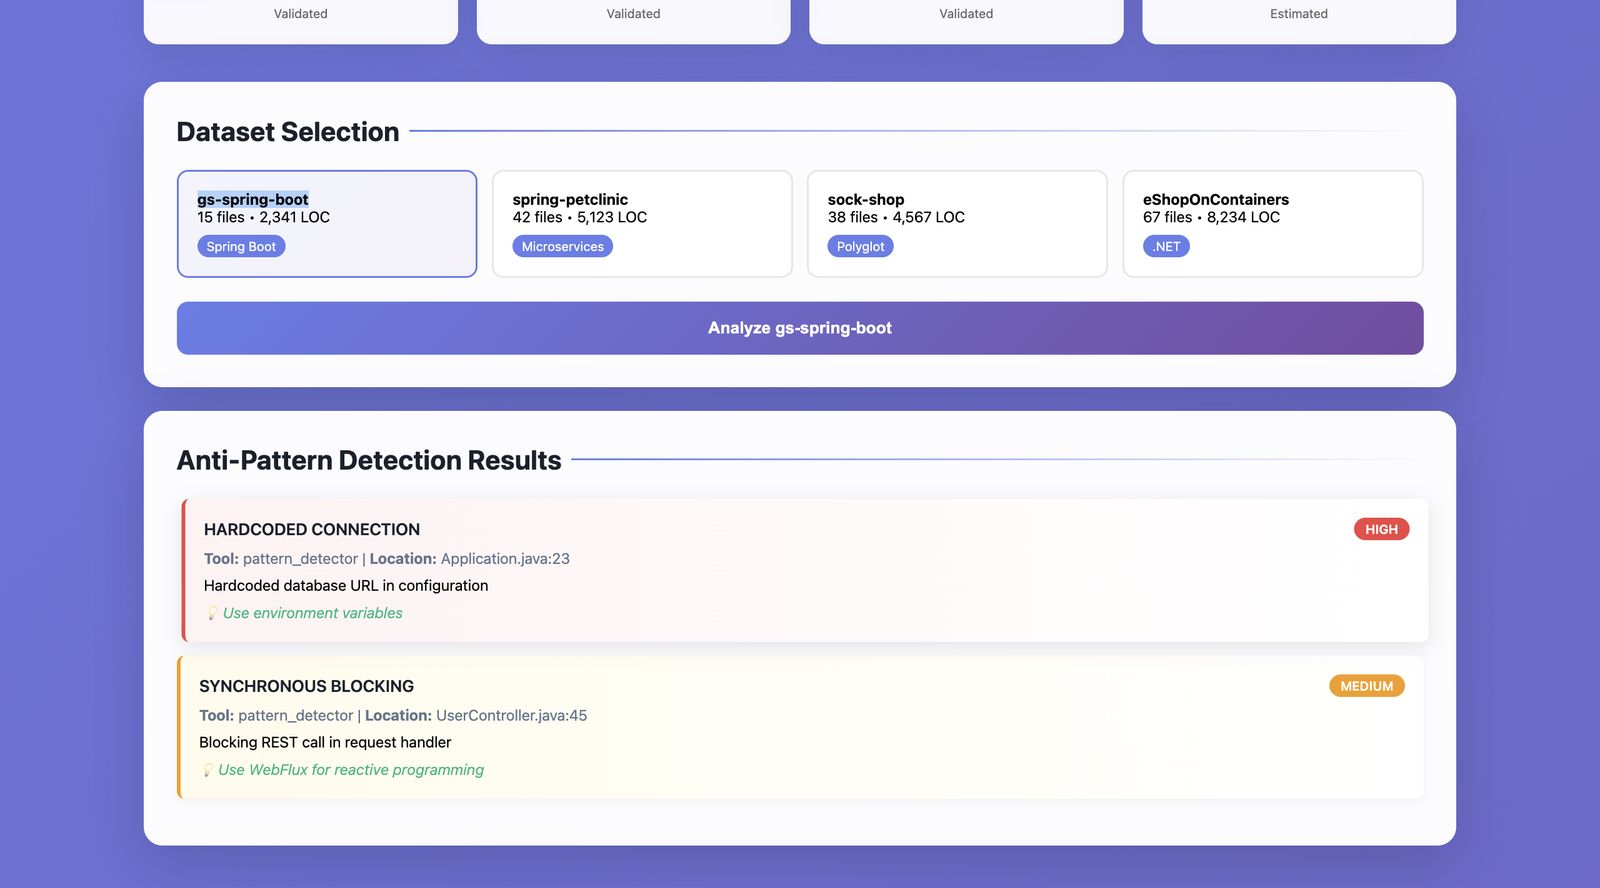 Validated
Validated
Validated
Estimated
Dataset Selection
gs-spring-boot
15 files • 2,341 LOC
Spring Boot
spring-petclinic
42 files • 5,123 LOC
Microservices
sock-shop
38 files • 4,567 LOC
Polyglot
eShopOnContainers
67 files • 8,234 LOC
.NET
Analyze gs-spring-boot
Anti-Pattern Detection Results
HARDCODED CONNECTION
HIGH
Tool: pattern_detector | Location: Application.java:23
Hardcoded database URL in configuration
💡 Use environment variables
SYNCHRONOUS BLOCKING
MEDIUM
Tool: pattern_detector | Location: UserController.java:45
Blocking REST call in request handler
💡 Use WebFlux for reactive programming